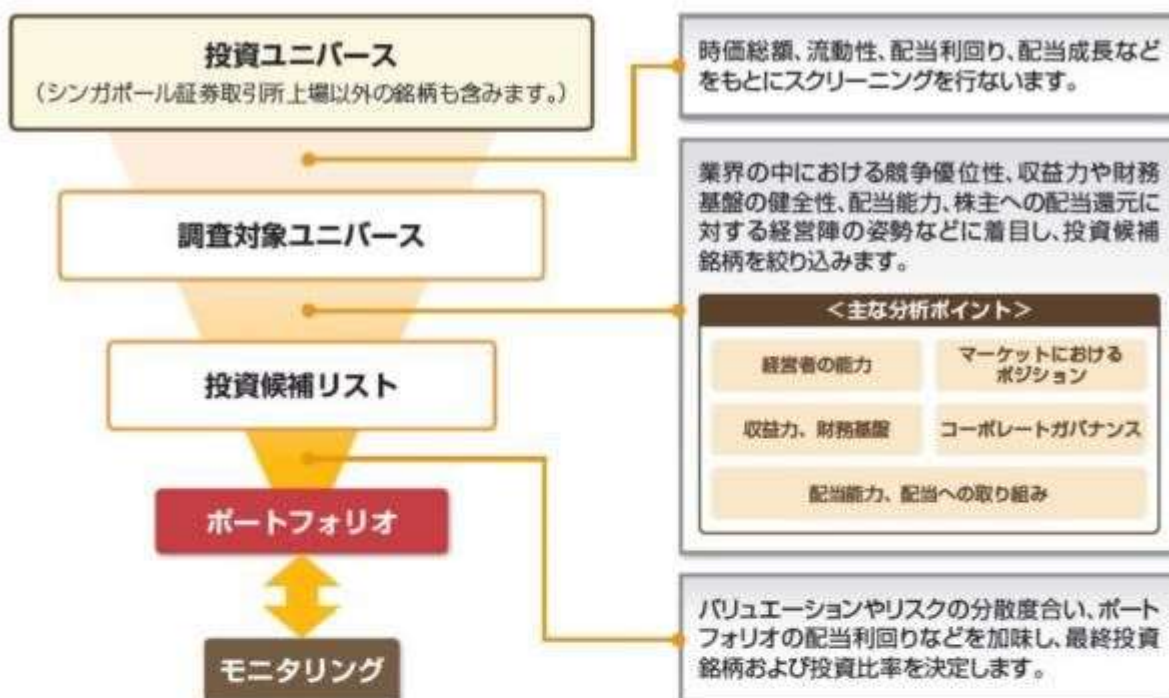 投資ユニバース
（シンガポール証券取引所上場以外の銘柄も含みます。）
時価総額、流動性、配当利回り、配当成長など
をもとにスクリーニングを行ないます。
調査対象ユニバース
業界の中における競争優位性、収益力や財務
基盤の健全性、配当能力、株主への配当還元に
対する経営陣の姿勢などに着目し、投資候補
銘柄を絞り込みます。
＜主な分析ポイント＞
経営者の能力
マーケットにおける
ポジション
収益力、財務基盤
コーポレートガバナンス
配当能力、配当への取り組み
投資候補リスト
ポートフォリオ
バリュエーションやリスクの分散度合い、ポート
フォリオの配当利回りなどを加味し、最終投資
銘柄および投資比率を決定します。
モニタリング